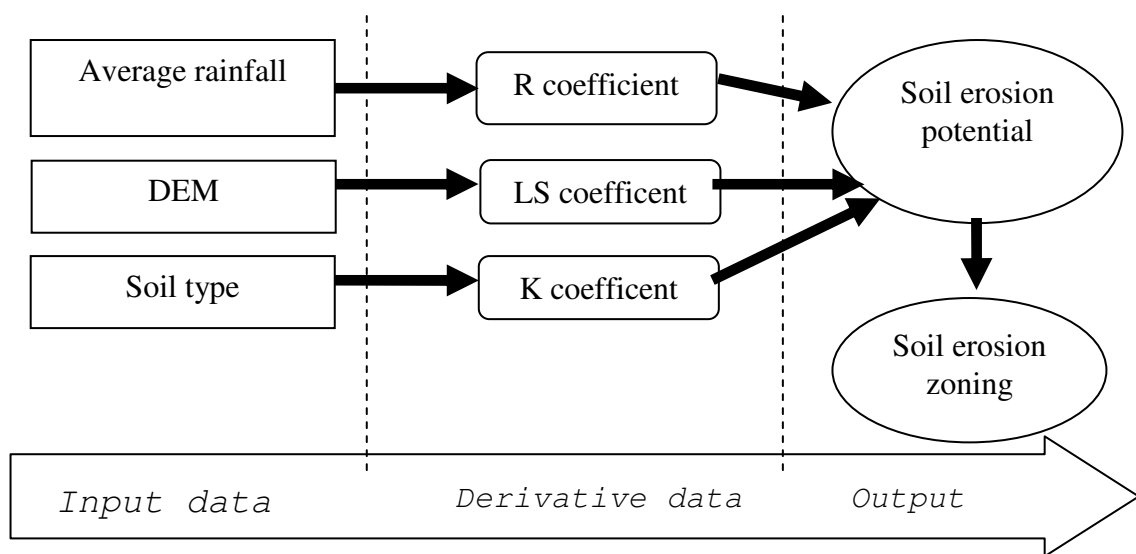 Average rainfall
R coefficient
Soil erosion
potential
DEM
LS coefficent
Soil type
K coefficent
Soil erosion
zoning
Input data
Derivative data
Output